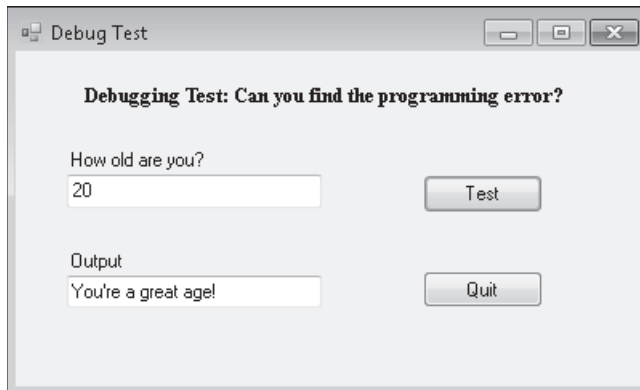 Debug Test
Debugging Test: Can you find the programming error?
How old are you?
20
Test
Output
You're a great age!
Quit